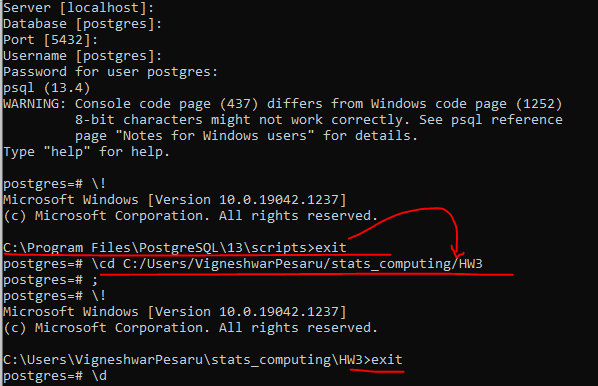 Server [localhost]:
Database [postgres]:
Port [5432]:
Username [postgres]:
Password for user postgres:
psql (13.4)
WARNING: Console code page (437) differs from Windows code page (1252)
         8-bit characters might not work correctly. See psql reference
         page "Notes for Windows users" for details.
Type "help" for help.

postgres=# \!
Microsoft Windows [Version 10.0.19042.1237]
(c) Microsoft Corporation. All rights reserved.

C:\Program Files\PostgreSQL\13\scripts>exit
postgres=# \cd C:/Users/VigneshwarPesaru/stats_computing/HW3
postgres=# ;
postgres=# \!
Microsoft Windows [Version 10.0.19042.1237]
(c) Microsoft Corporation. All rights reserved.

C:\Users\VigneshwarPesaru\stats_computing\HW3>exit
postgres=# \d